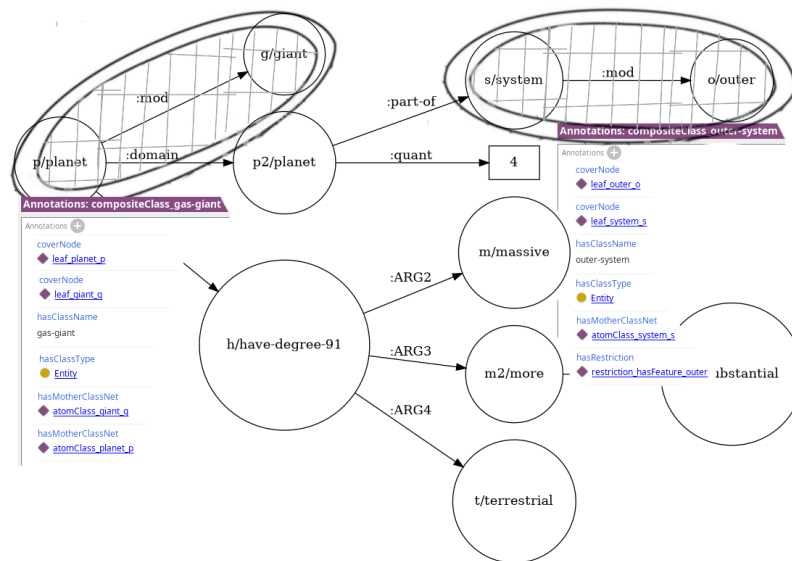 g/giant
:mod
p/planet
:domain
p2/planet
:part-of
:quant
4
s/system
:mod
o/outer
Annotations: compositeClass_outer-system
Annotations
coverNode
leaf_outer_o
coverNode
leaf_system_s
hasClassName
outer-system
hasClassType
Entity
hasMotherClassNet
atomClass_system_s
hasRestriction
restriction_hasFeature_outer
Annotations: compositeClass_gas-giant
Annotations
coverNode
leaf_planet_p
coverNode
leaf_giant_g
hasClassName
gas-giant
hasClassType
Entity
hasMotherClassNet
atomClass_giant_g
hasMotherClassNet
atomClass_planet_p
h/have-degree-91
:ARG2
m/massive
:ARG3
m2/more
:ARG4
t/terrestrial